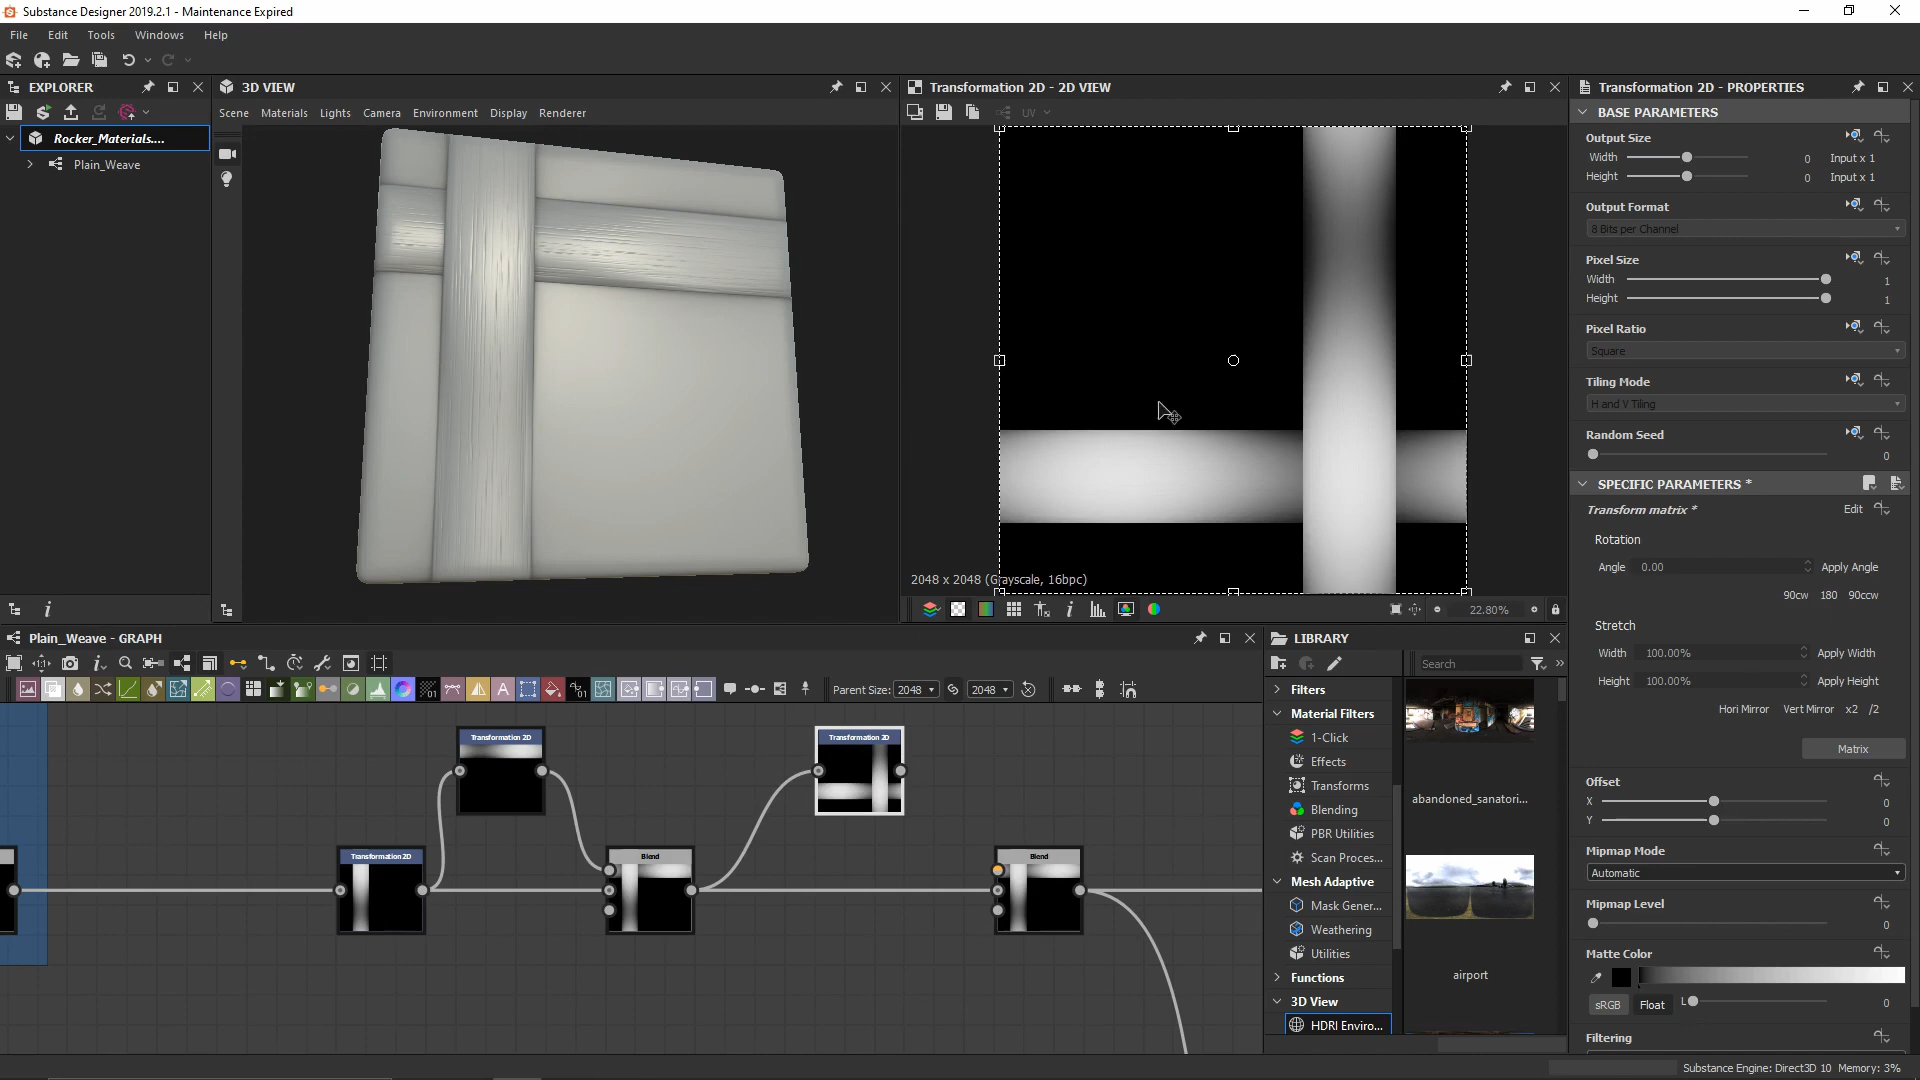 Substance Designer 2019.2.1 - Maintenance Expired
File Edit Tools Windows Help
EXPLORER
Rocker_Materials....
Plain_Weave
3D VIEW
Scene Materials Lights Camera Environment Display Renderer
Transformation 2D - 2D VIEW
UV
2048 x 2048 (Grayscale, 16bpc)
22.80%
Transformation 2D - PROPERTIES
BASE PARAMETERS
Output Size
Width 0 Input x 1
Height 0 Input x 1
Output Format
8 Bits per Channel
Pixel Size
Width 1
Height 1
Pixel Ratio
Square
Tiling Mode
H and V Tiling
Random Seed
0
SPECIFIC PARAMETERS *
Transform matrix * Edit
Rotation
Angle 0.00 Apply Angle
90cw 180 90ccw
Stretch
Width 100.00% Apply Width
Height 100.00% Apply Height
Hori Mirror Vert Mirror x2 /2
Matrix
Offset
X 0
Y 0
Mipmap Mode
Automatic
Mipmap Level
0
Matte Color
sRGB Float L 0
Filtering
Plain_Weave - GRAPH
Parent Size: 2048 2048
Transformation 2D
Transformation 2D
Transformation 2D
Blend
Blend
LIBRARY
Search
Filters
Material Filters
1-Click
Effects
Transforms
Blending
PBR Utilities
Scan Proces...
Mesh Adaptive
Mask Gener...
Weathering
Utilities
Functions
3D View
HDRI Enviro...
abandoned_sanatori...
airport
Substance Engine: Direct3D 10 Memory: 3%